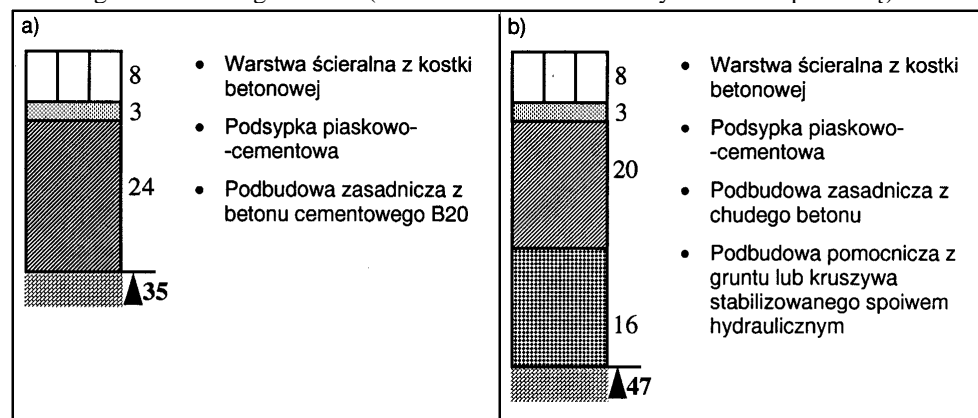 a)
8
3
24
35
• Warstwa ścieralna z kostki
betonowej
• Podsypka piaskowo-
-cementowa
• Podbudowa zasadnicza z
betonu cementowego B20
b)
8
3
20
16
47
• Warstwa ścieralna z kostki
betonowej
• Podsypka piaskowo-
-cementowa
• Podbudowa zasadnicza z
chudego betonu
• Podbudowa pomocnicza z
gruntu lub kruszywa
stabilizowanego spoiwem
hydraulicznym